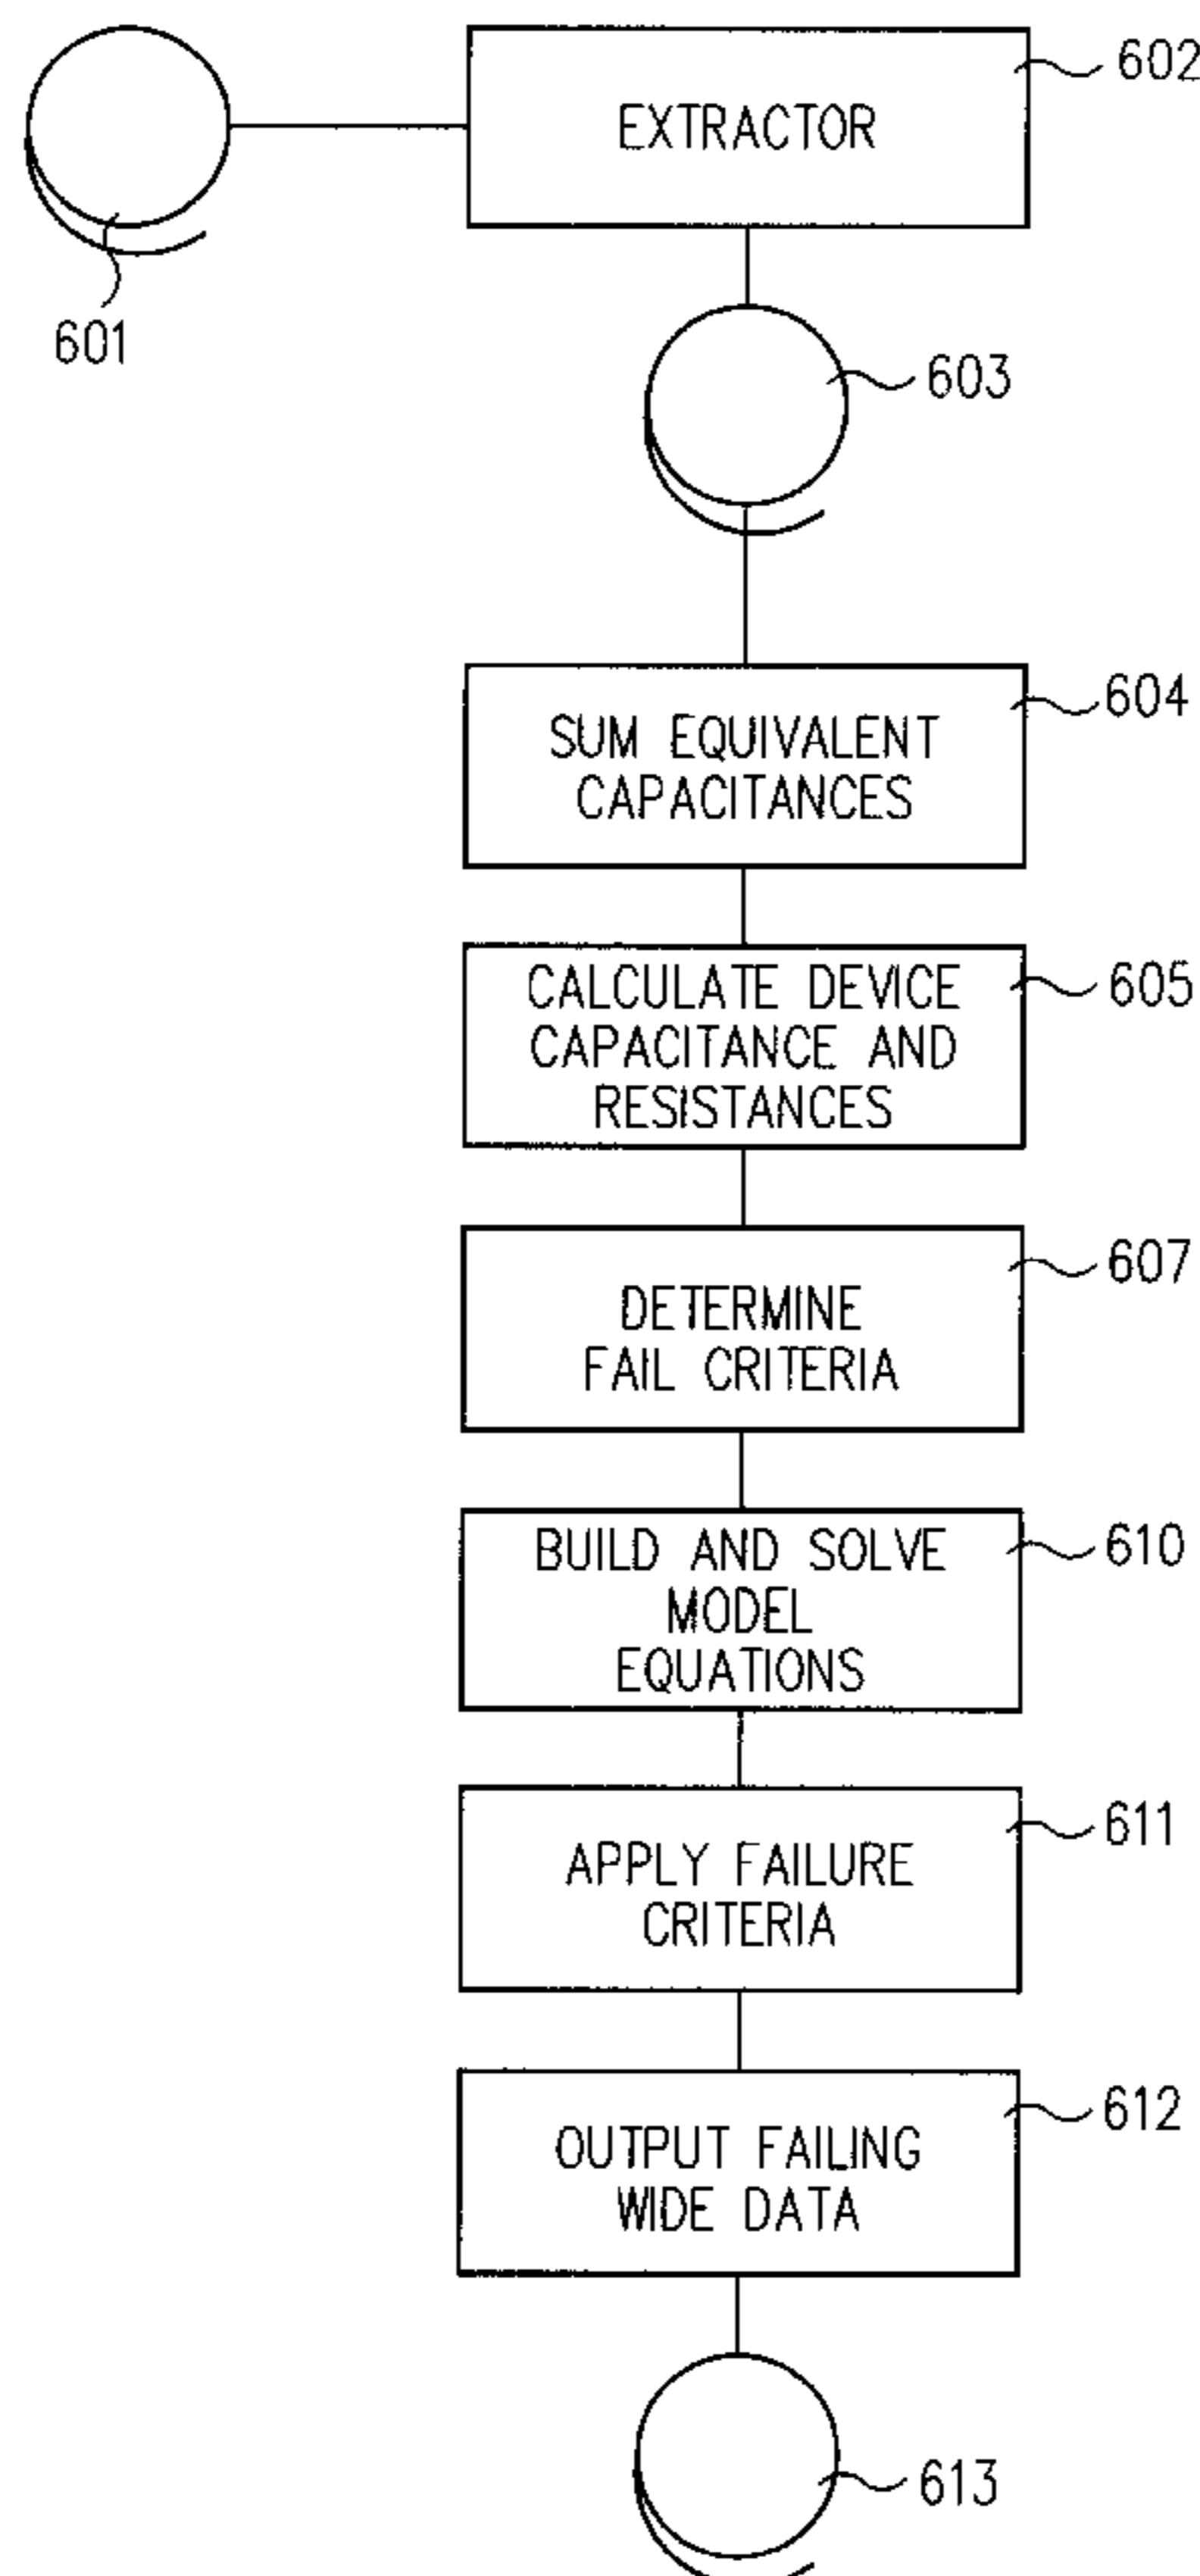 602
EXTRACTOR
601
603
604
SUM EQUIVALENT
CAPACITANCES
605
CALCULATE DEVICE
CAPACITANCE AND
RESISTANCES
607
DETERMINE
FAIL CRITERIA
610
BUILD AND SOLVE
MODEL
EQUATIONS
611
APPLY FAILURE
CRITERIA
612
OUTPUT FAILING
WIDE DATA
613